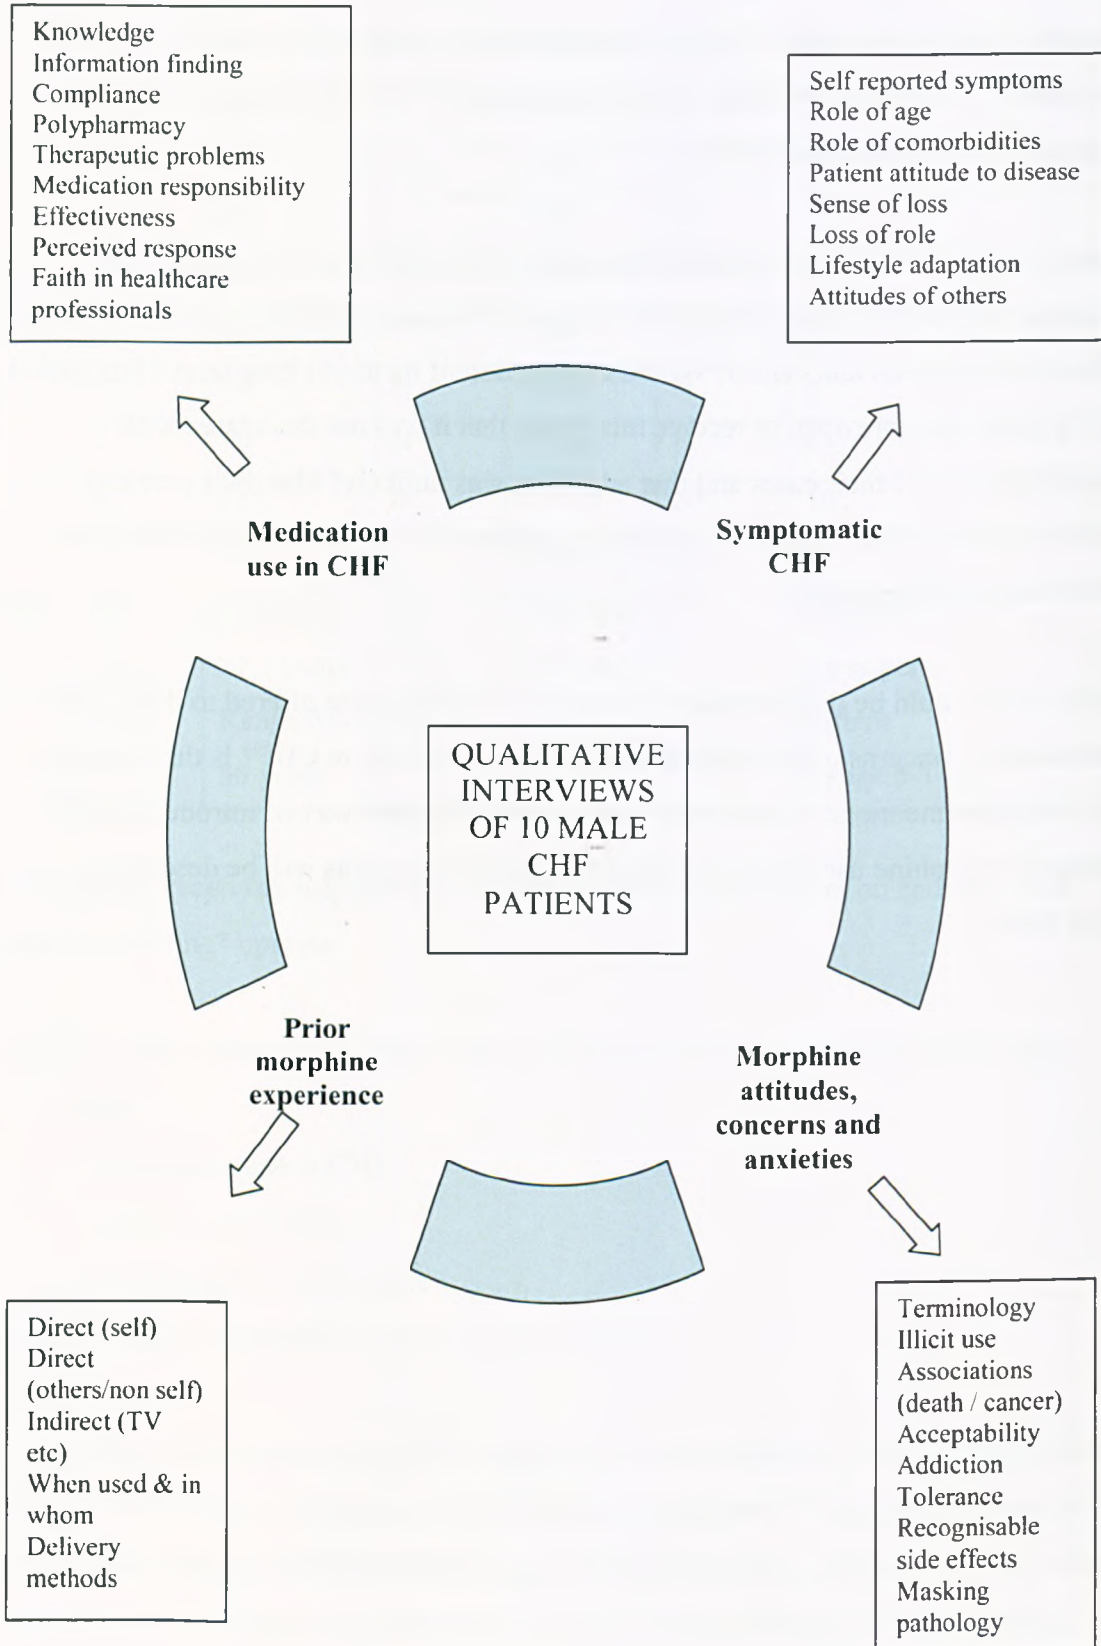 Knowledge
Information finding
Compliance
Polypharmacy
Therapeutic problems
Medication responsibility
Effectiveness
Perceived response
Faith in healthcare
professionals
Self reported symptoms
Role of age
Role of comorbidities
Patient attitude to disease
Sense of loss
Loss of role
Lifestyle adaptation
Attitudes of others
Medication
use in CHF
Symptomatic
CHF
QUALITATIVE
INTERVIEWS
OF 10 MALE
CHF
PATIENTS
Prior
morphine
experience
Morphine
attitudes,
concerns and
anxieties
Direct (self)
Direct
(others/non self)
Indirect (TV
etc)
When used & in
whom
Delivery
methods
Terminology
Illicit use
Associations
(death / cancer)
Acceptability
Addiction
Tolerance
Recognisable
side effects
Masking
pathology